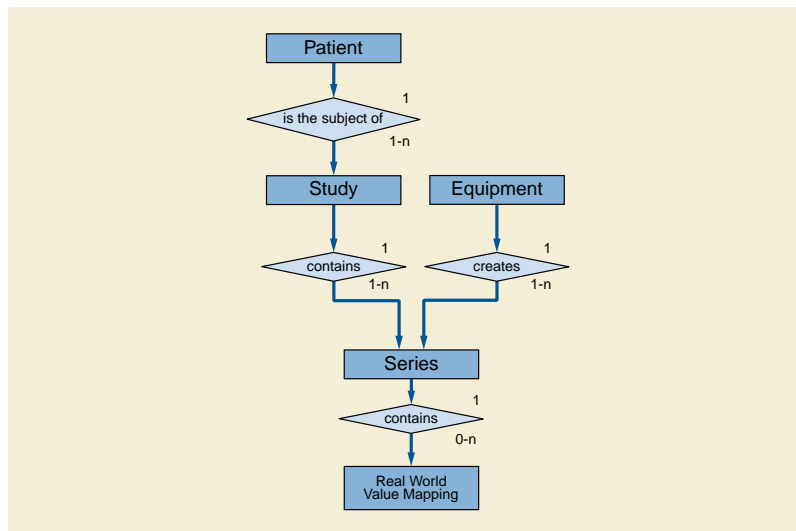 Patient
1
is the subject of
1-n
Study
Equipment
1
1
contains
creates
1-n
1-n
Series
1
contains
0-n
Real World
Value Mapping